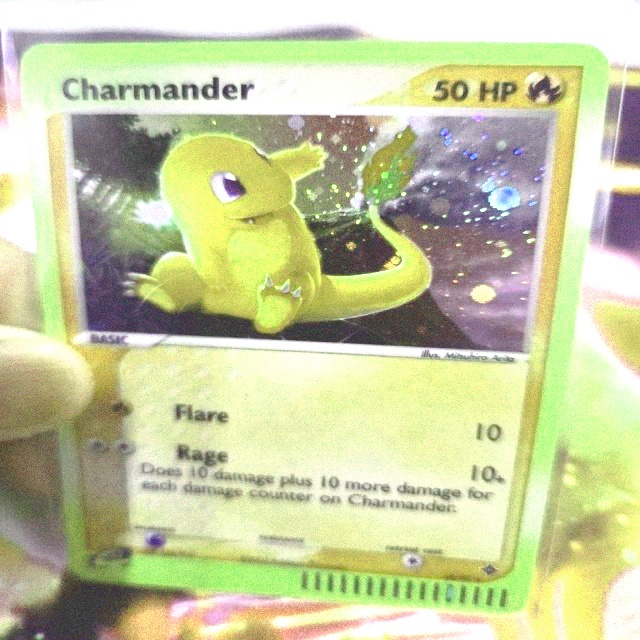 Charmander 50 HP
BASIC
Illus. Mitsuhiro Arita
Flare 10
Rage 10+
Does 10 damage plus 10 more damage for
each damage counter on Charmander.